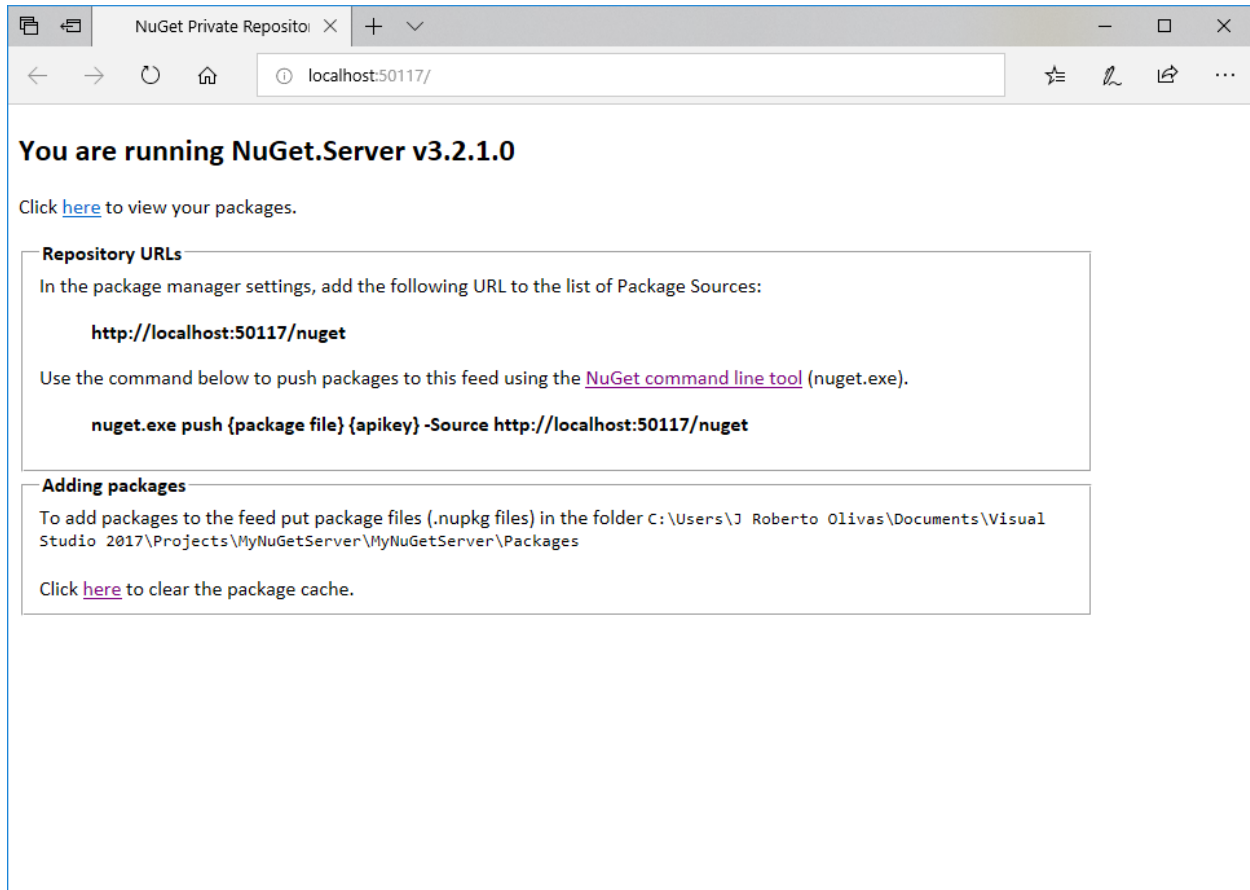 NuGet Private Repositor
localhost:50117/
You are running NuGet.Server v3.2.1.0
Click here to view your packages.
Repository URLs
In the package manager settings, add the following URL to the list of Package Sources:
http://localhost:50117/nuget
Use the command below to push packages to this feed using the NuGet command line tool (nuget.exe).
nuget.exe push {package file} {apikey} -Source http://localhost:50117/nuget
Adding packages
To add packages to the feed put package files (.nupkg files) in the folder C:\Users\J Roberto Olivas\Documents\Visual
Studio 2017\Projects\MyNuGetServer\MyNuGetServer\Packages
Click here to clear the package cache.